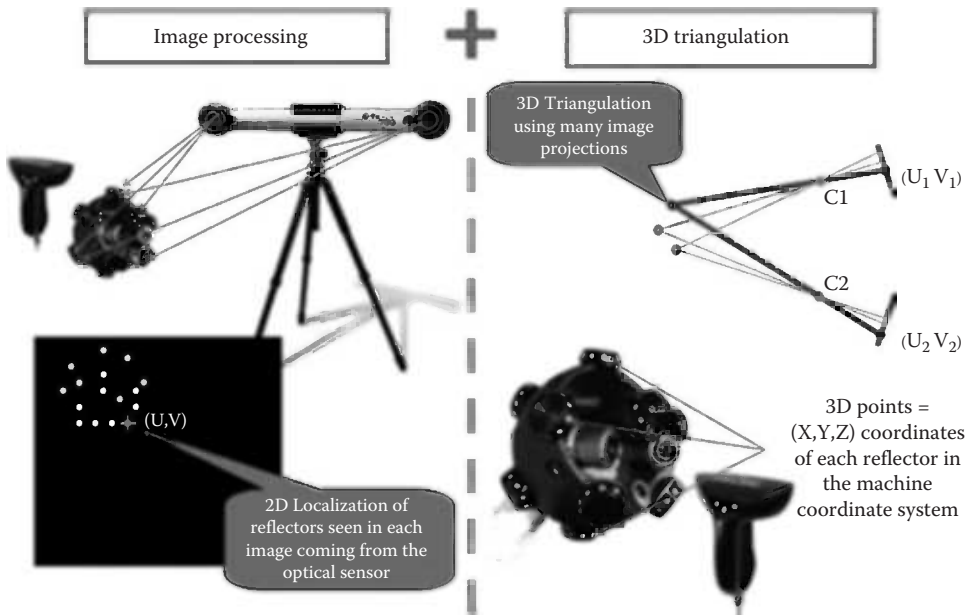 Image processing
3D triangulation
3D Triangulation
using many image
projections
(U₁ V₁)
C1
C2
(U₂ V₂)
(U,V)
2D Localization of
reflectors seen in each
image coming from the
optical sensor
3D points =
(X,Y,Z) coordinates
of each reflector in
the machine
coordinate system